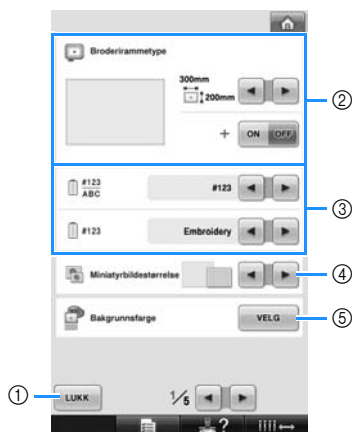 Broderirammetype
300mm
200mm
+ ON OFF
②
#123
ABC
#123
③
#123
Embroidery
Miniatyrbildestørrelse
④
Bakgrunnsfarge
VELG
⑤
①
LUKK
1/5
?